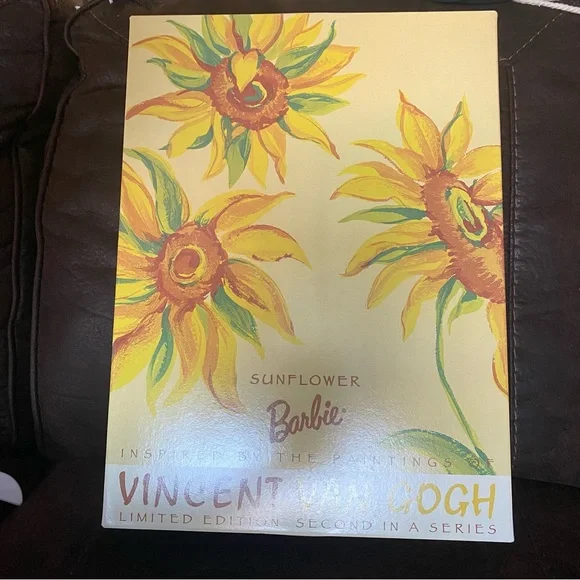 SUNFLOWER
Barbie
INSPIRED BY THE PAINTINGS OF
VINCENT VAN GOGH
LIMITED EDITION SECOND IN A SERIES